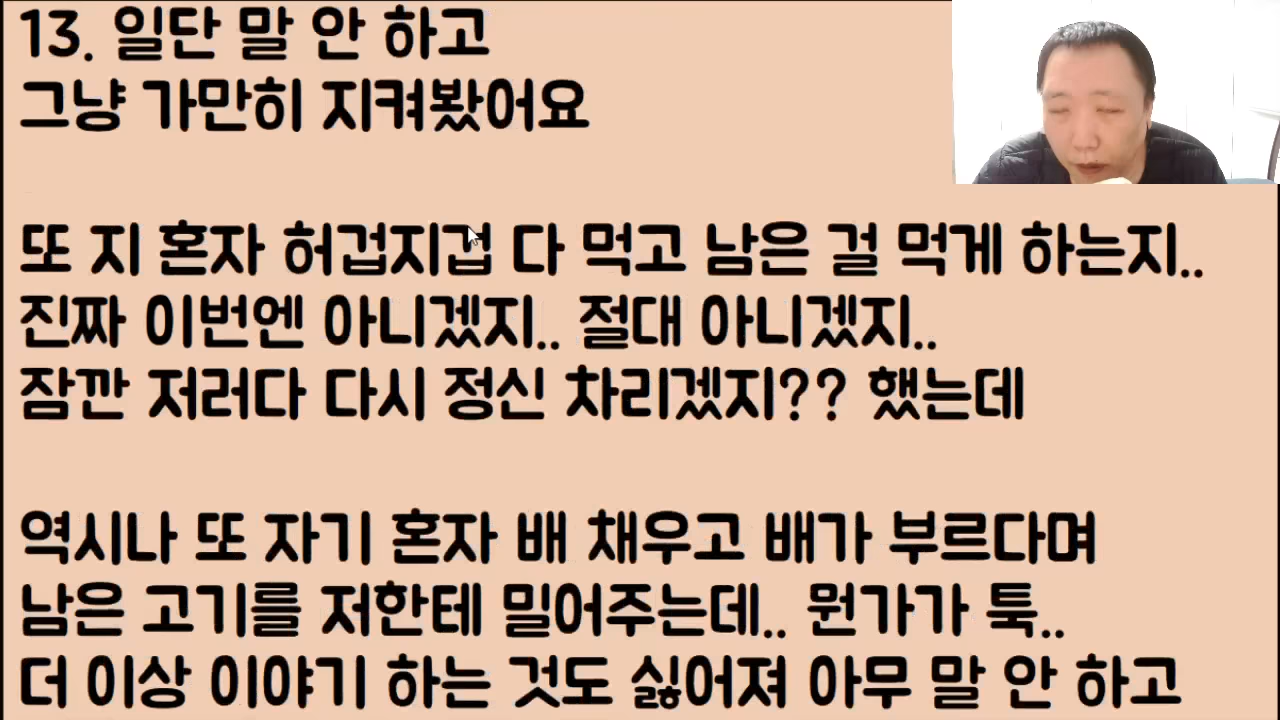 13. 일단 말 안 하고
그냥 가만히 지켜봤어요
또 지 혼자 허겁지겁 다 먹고 남은 걸 먹게 하는지..
진짜 이번엔 아니겠지.. 절대 아니겠지..
잠깐 저러다 다시 정신 차리겠지?? 했는데
역시나 또 자기 혼자 배 채우고 배가 부르다며
남은 고기를 저한테 밀어주는데.. 뭔가가 툭..
더 이상 이야기 하는 것도 싫어져 아무 말 안 하고